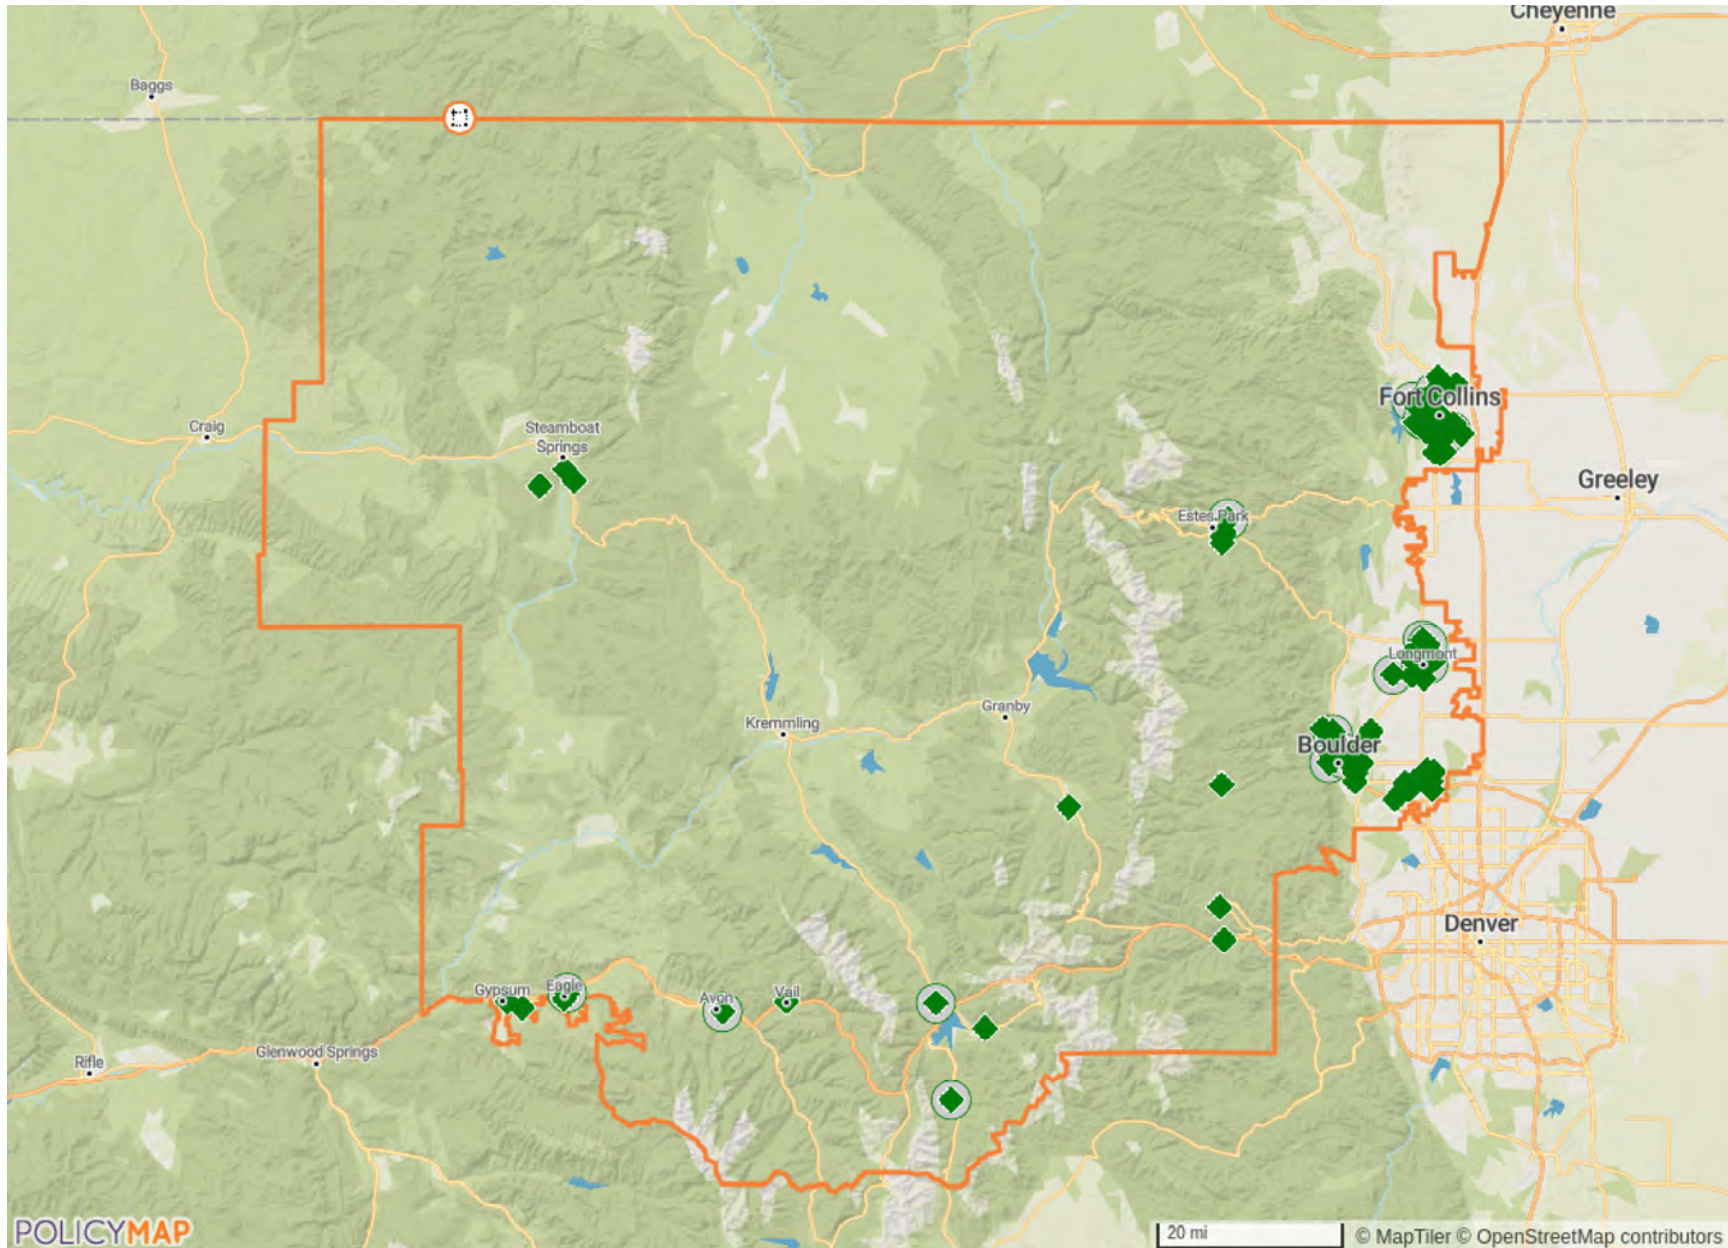 Cheyenne
Baggs
Fort Collins
Craig
Steamboat
Springs
Greeley
Estes Park
Longmont
Granby
Kremmling
Boulder
Denver
Gypsum
Eagle
Avon
Vail
Glenwood Springs
Rifle
POLICYMAP
20 mi
© MapTiler © OpenStreetMap contributors